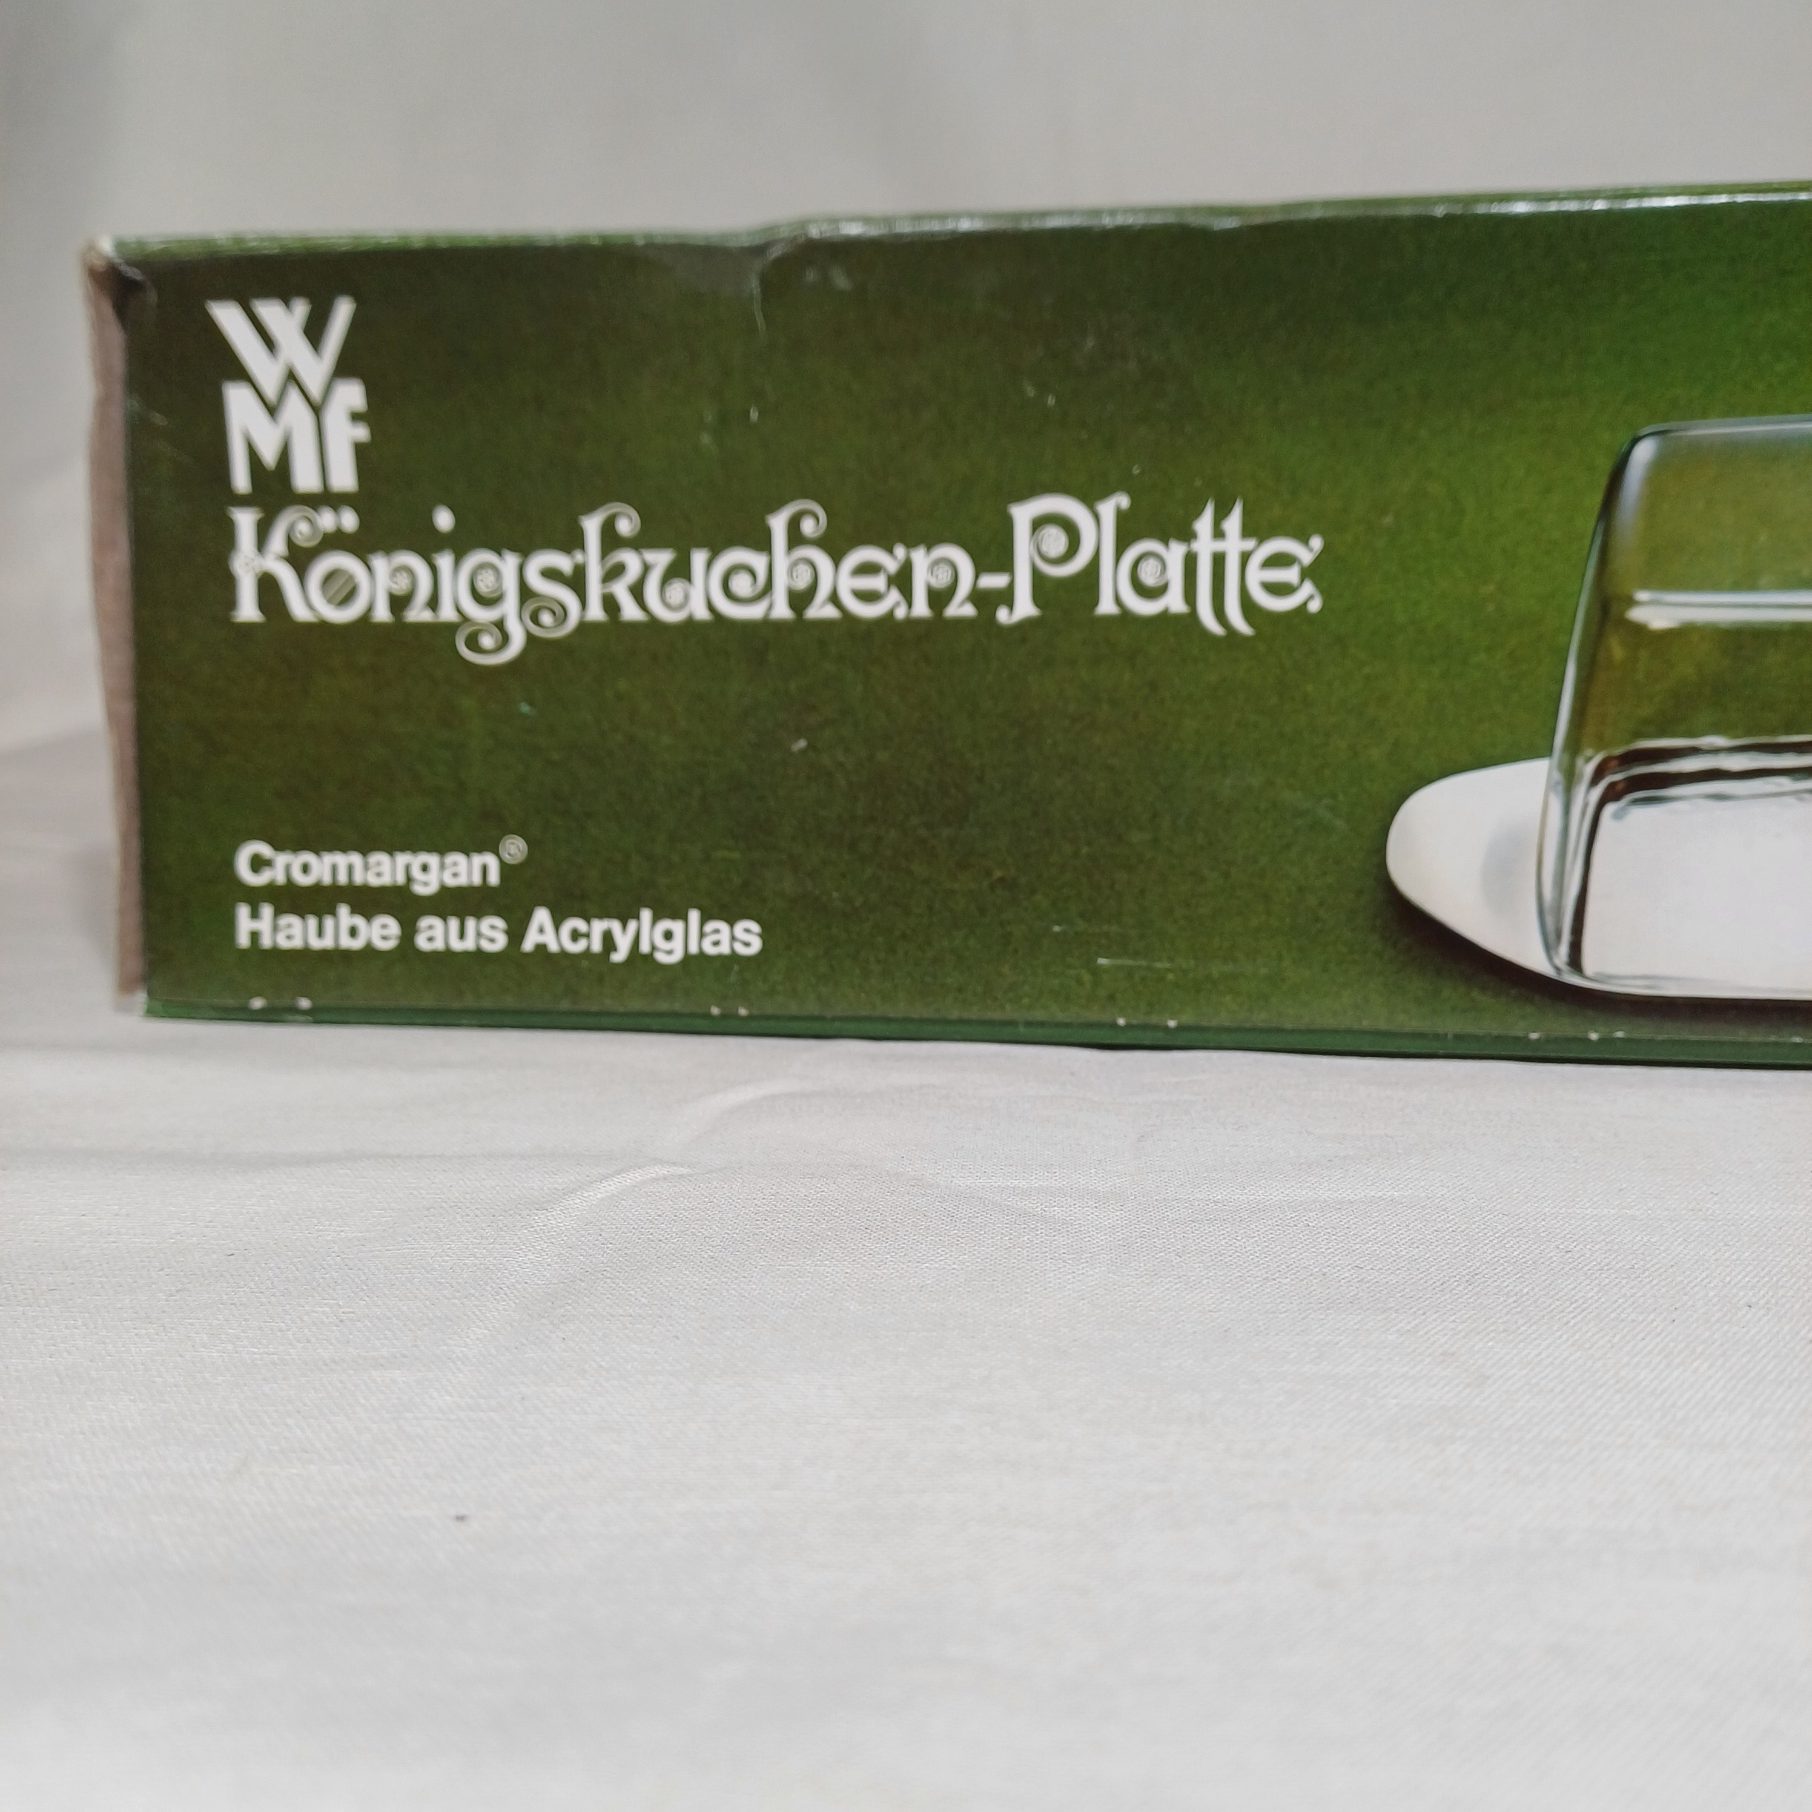 WMF
Königskuchen-Platte
Cromargan®
Haube aus Acrylglas